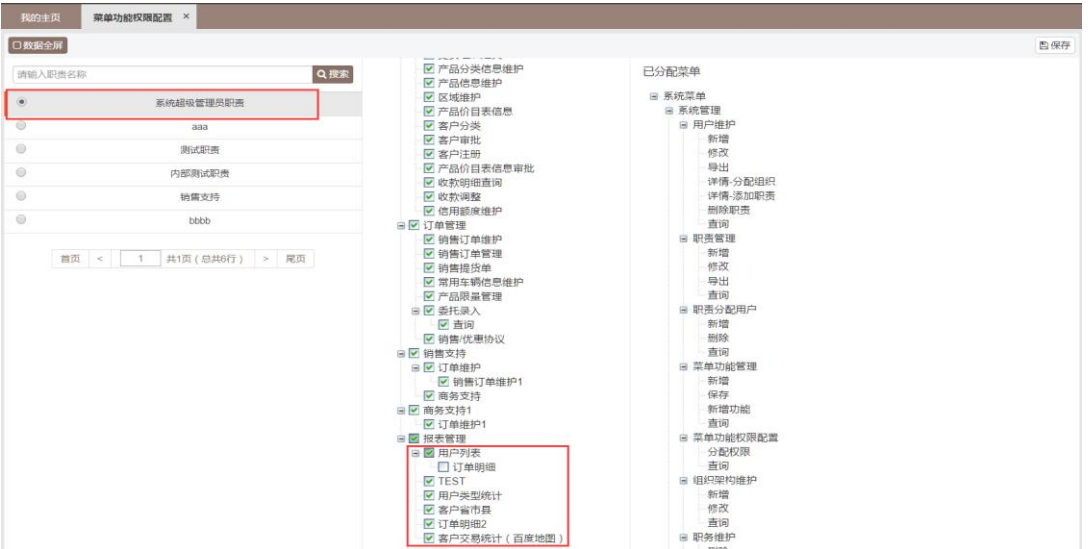 我的主页
菜单功能权限配置 ×
数据全屏
保存
请输入职责名称
搜索
系统超级管理员职责
aaa
测试职责
内部测试职责
销售支持
bbbb
首页 < 1 共1页（总共6行） > 尾页
产品分类信息维护
产品信息维护
区域维护
产品价目表信息
客户分类
客户审批
客户注册
产品价目表信息审批
收款明细查询
收款调整
信用额度维护
订单管理
销售订单维护
销售订单管理
销售提货单
常用车辆信息维护
产品限量管理
委托录入
查询
销售/优惠协议
销售支持
订单维护
销售订单维护1
商务支持
商务支持1
订单维护1
报表管理
用户列表
订单明细
TEST
用户类型统计
客户省市县
订单明细2
客户交易统计（百度地图）
已分配菜单
系统菜单
系统管理
用户维护
新增
修改
导出
详情-分配组织
详情-添加职责
删除职责
查询
职责管理
新增
修改
导出
查询
职责分配用户
新增
删除
查询
菜单功能管理
新增
保存
新增功能
查询
菜单功能权限配置
分配权限
查询
组织架构维护
新增
修改
查询
职务维护